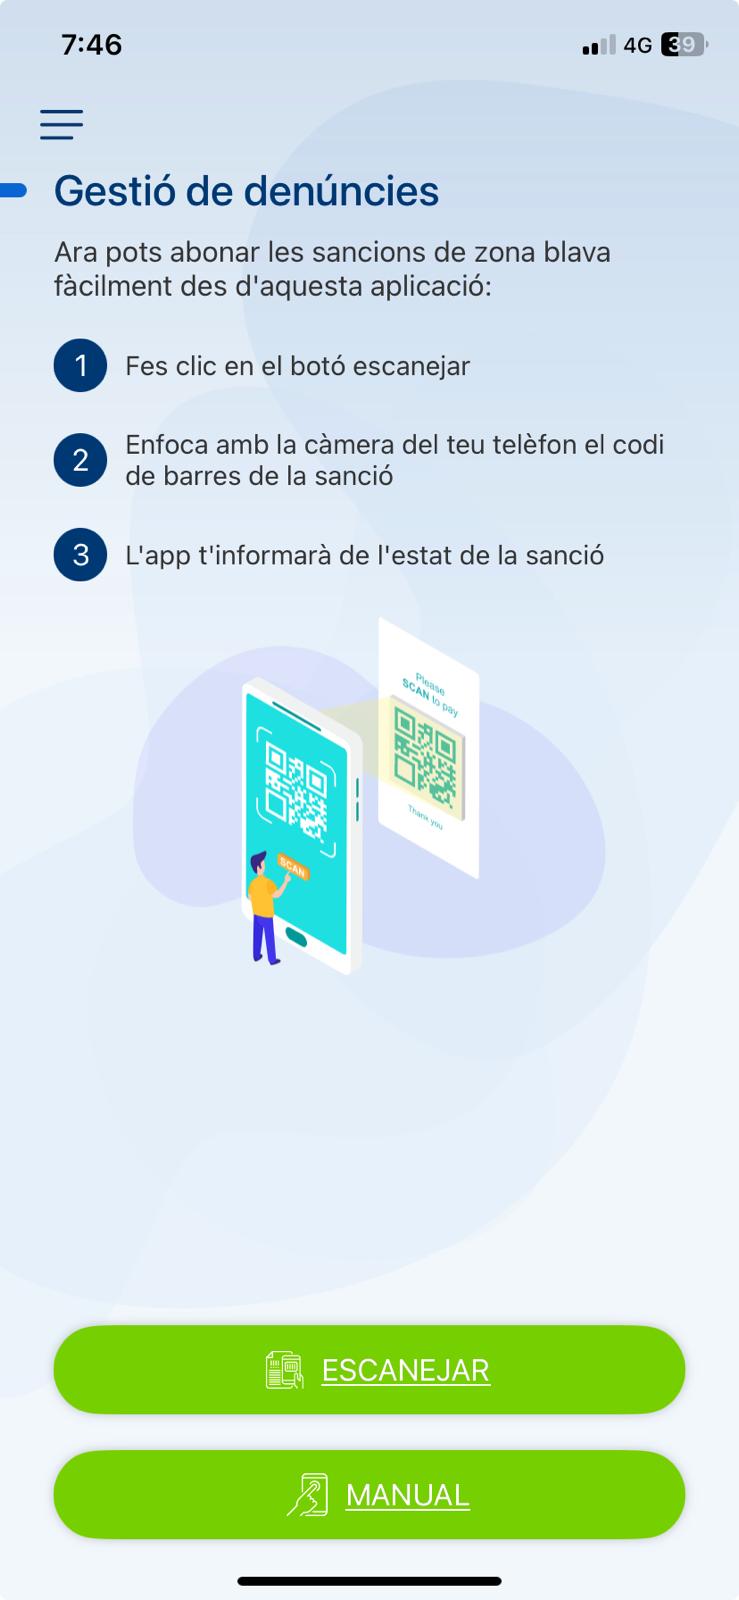 7:46
4G 39
Gestió de denúncies
Ara pots abonar les sancions de zona blava
fàcilment des d'aquesta aplicació:
1 Fes clic en el botó escanejar
2 Enfoca amb la càmera del teu telèfon el codi
de barres de la sanció
3 L'app t'informarà de l'estat de la sanció
Please
SCAN to pay
Thank you
SCAN
ESCANEJAR
MANUAL